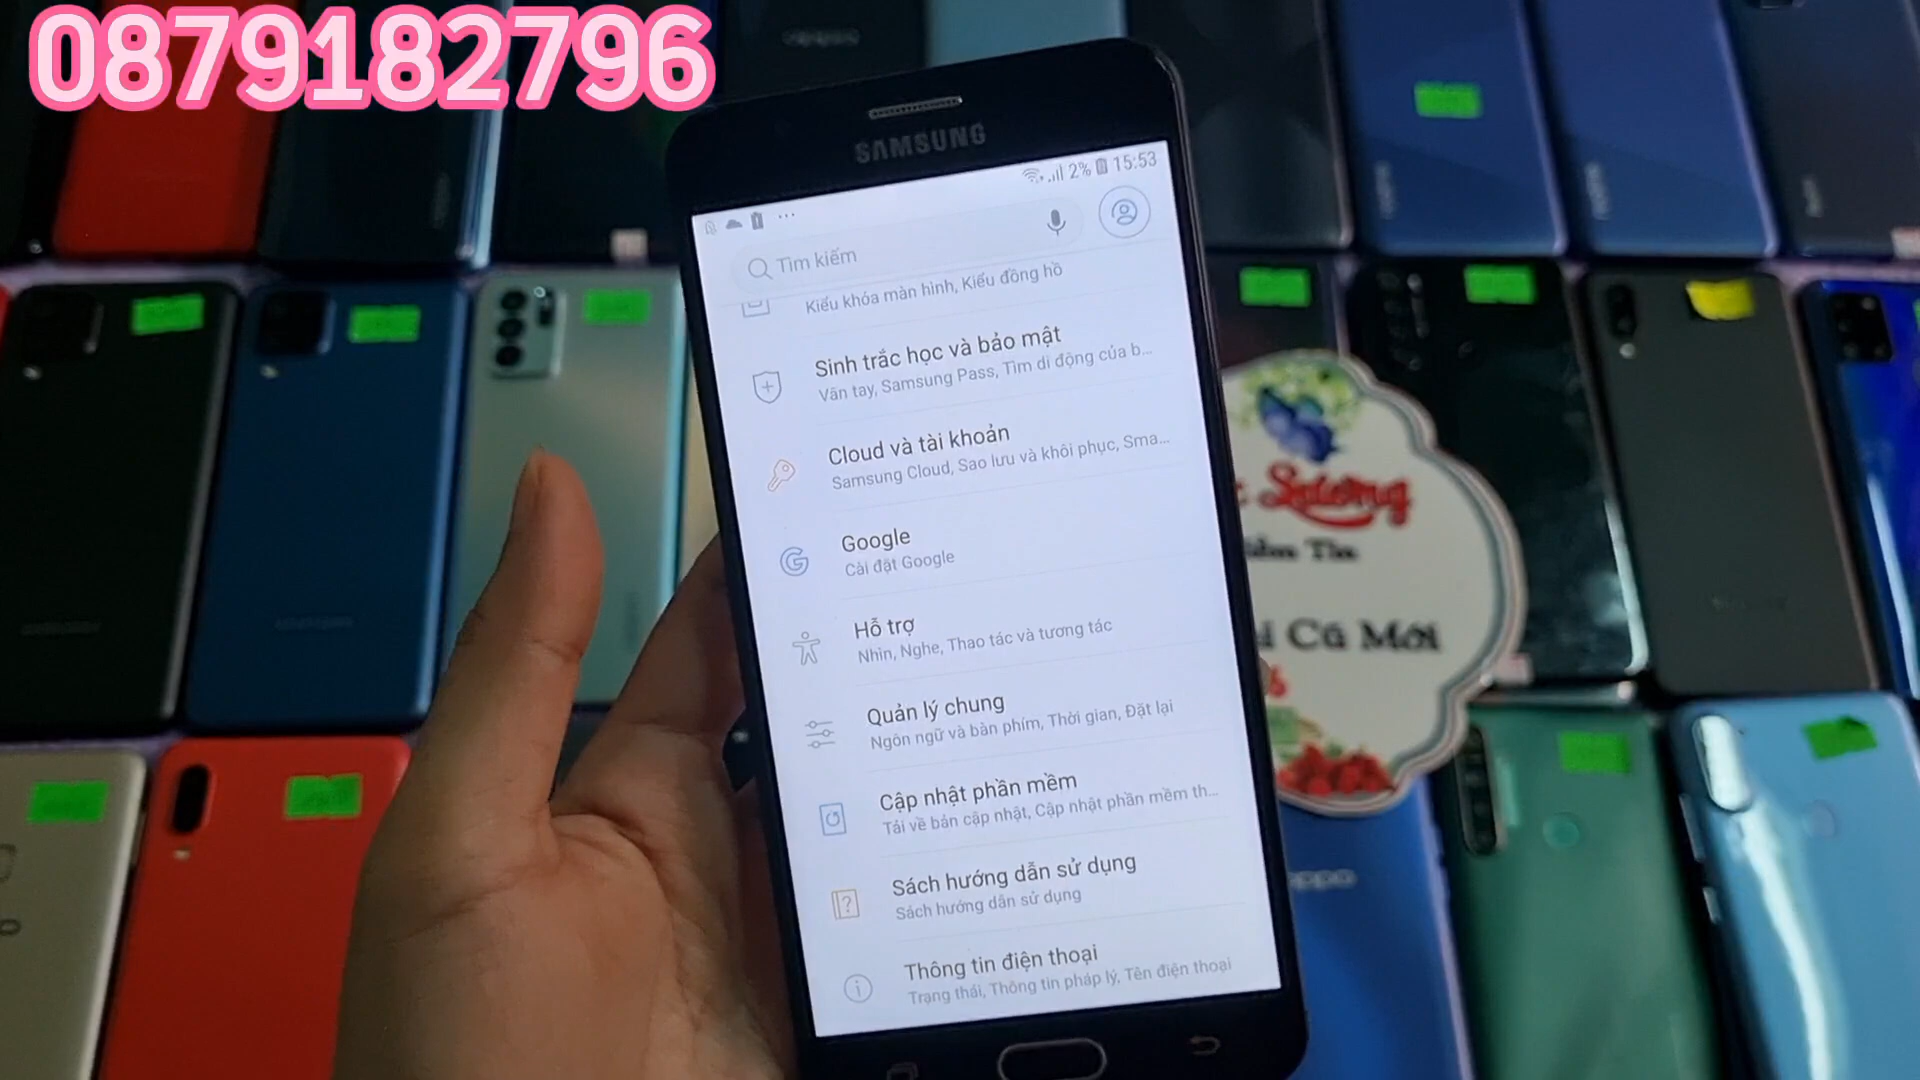 0879182796
SAMSUNG
2% 15:53
Tìm kiếm
Kiểu khóa màn hình, Kiểu đồng hồ
Sinh trắc học và bảo mật
Vân tay, Samsung Pass, Tìm di động của b...
Cloud và tài khoản
Samsung Cloud, Sao lưu và khôi phục, Sma...
Google
Cài đặt Google
Hỗ trợ
Nhìn, Nghe, Thao tác và tương tác
Quản lý chung
Ngôn ngữ và bàn phím, Thời gian, Đặt lại
Cập nhật phần mềm
Tải về bản cập nhật, Cập nhật phần mềm th...
Sách hướng dẫn sử dụng
Sách hướng dẫn sử dụng
Thông tin điện thoại
Trạng thái, Thông tin pháp lý, Tên điện thoại
Sương
Cũ Mới
oppo